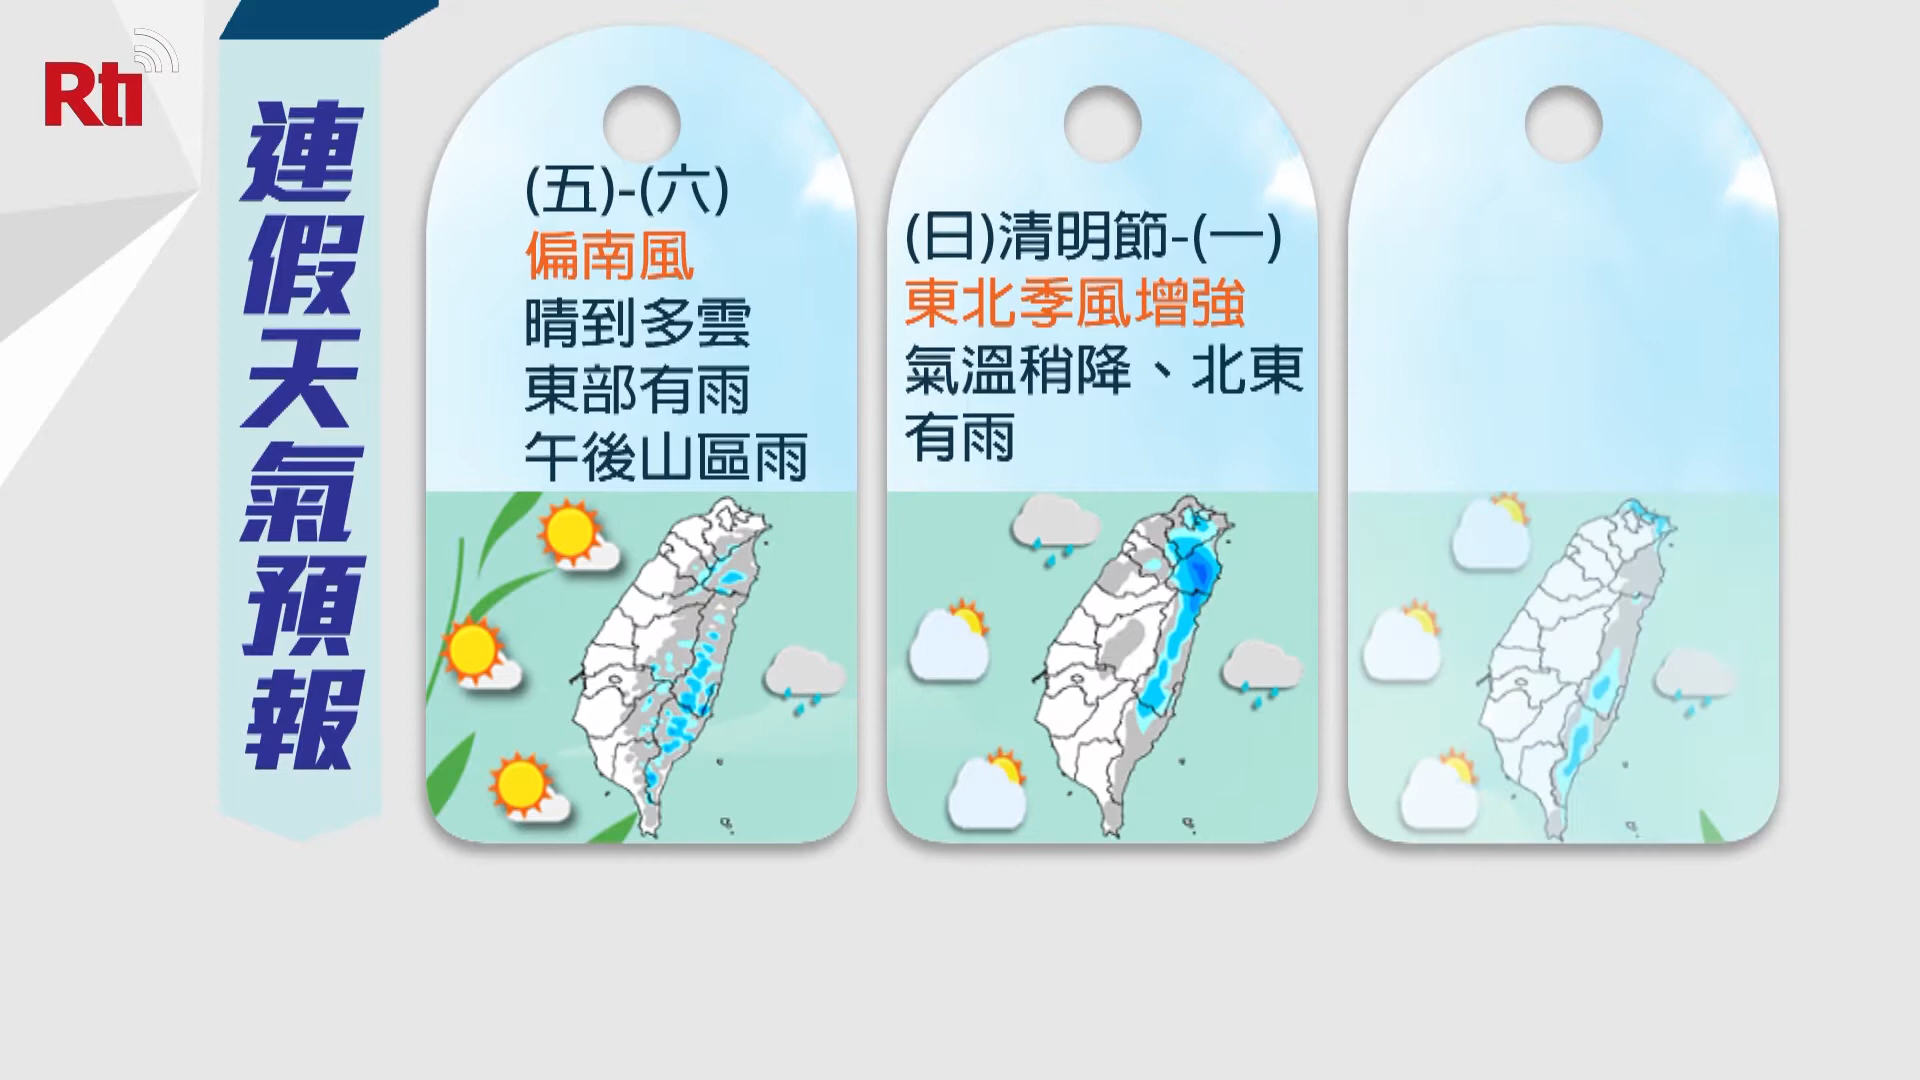 Rti
連假天氣預報
(五)-(六)
偏南風
晴到多雲
東部有雨
午後山區雨
(日)清明節-(一)
東北季風增強
氣溫稍降、北東
有雨